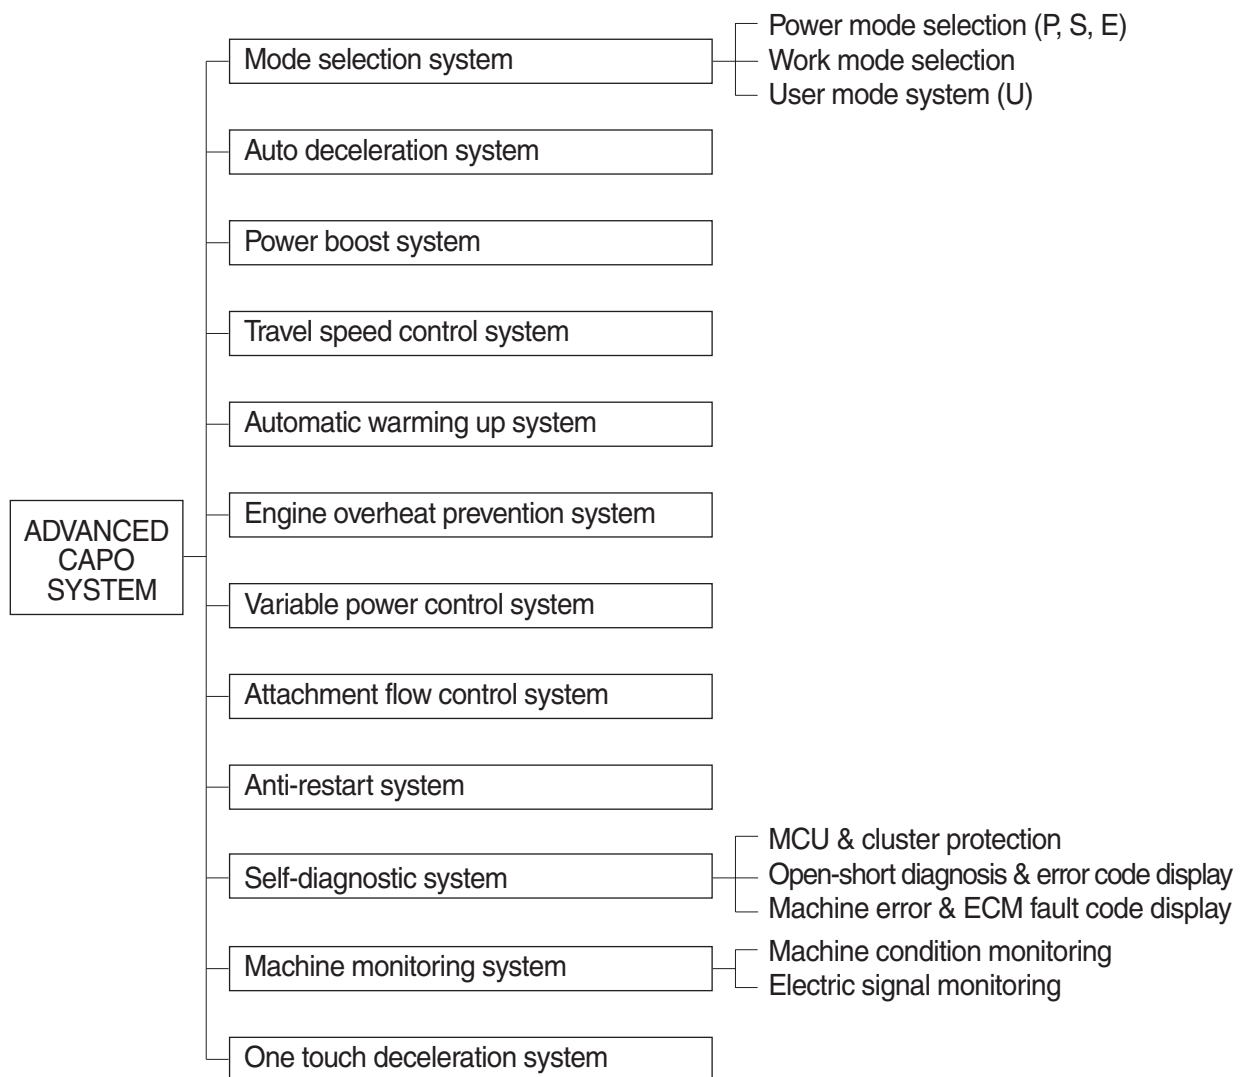 Power mode selection (P, S, E)
Mode selection system
Work mode selection
User mode system (U)
Auto deceleration system
Power boost system
Travel speed control system
Automatic warming up system
Engine overheat prevention system
ADVANCED
CAPO
SYSTEM
Variable power control system
Attachment flow control system
Anti-restart system
MCU & cluster protection
Self-diagnostic system
Open-short diagnosis & error code display
Machine error & ECM fault code display
Machine monitoring system
Machine condition monitoring
Electric signal monitoring
One touch deceleration system